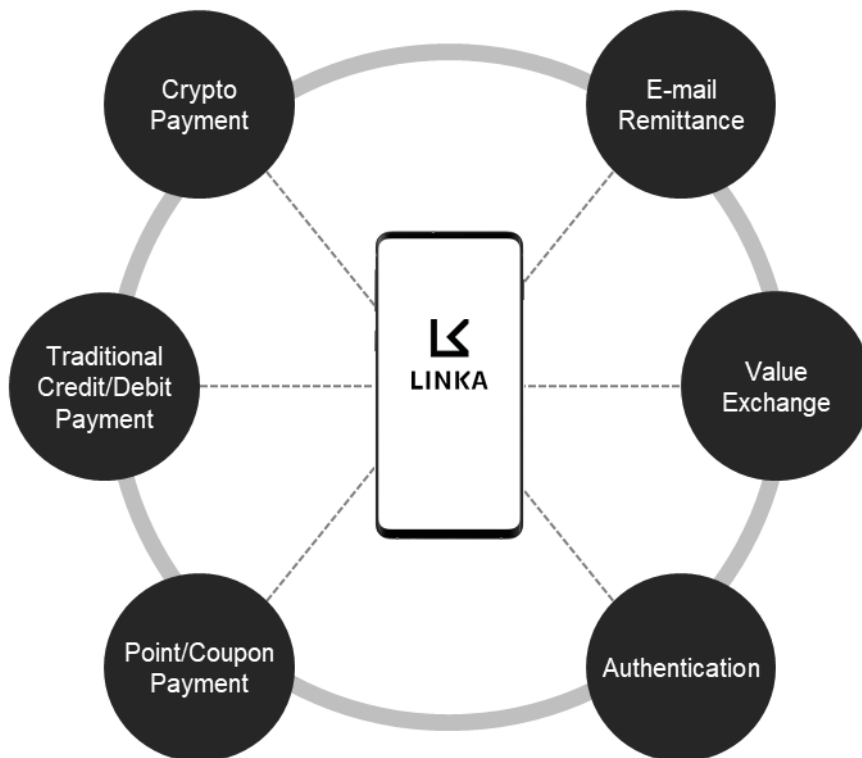 Crypto
Payment
E-mail
Remittance
Traditional
Credit/Debit
Payment
LINKA
Value
Exchange
Point/Coupon
Payment
Authentication